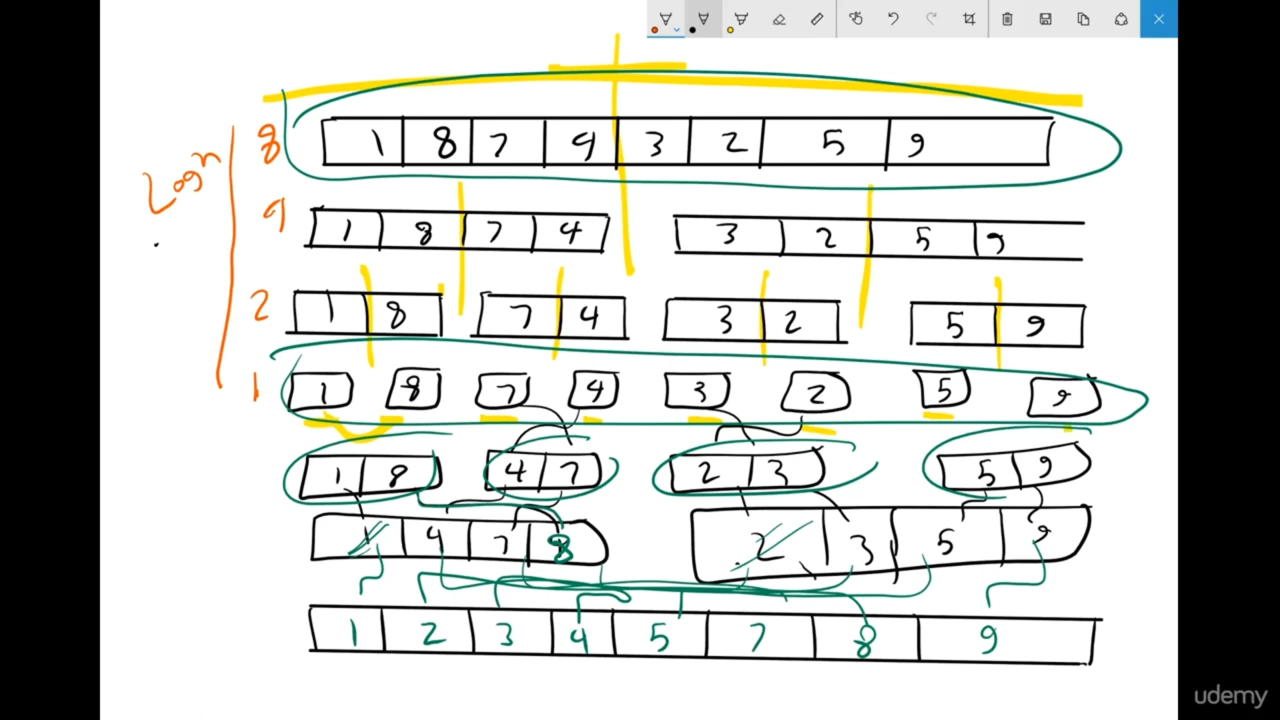 8 1 8 7 4 3 2 5 9
Log n
4 1 8 7 4 3 2 5 9
2 1 8 7 4 3 2 5 9
1 1 8 7 4 3 2 5 9
1 8 4 7 2 3 5 9
1 4 7 8 2 3 5 9
1 2 3 4 5 7 8 9
udemy